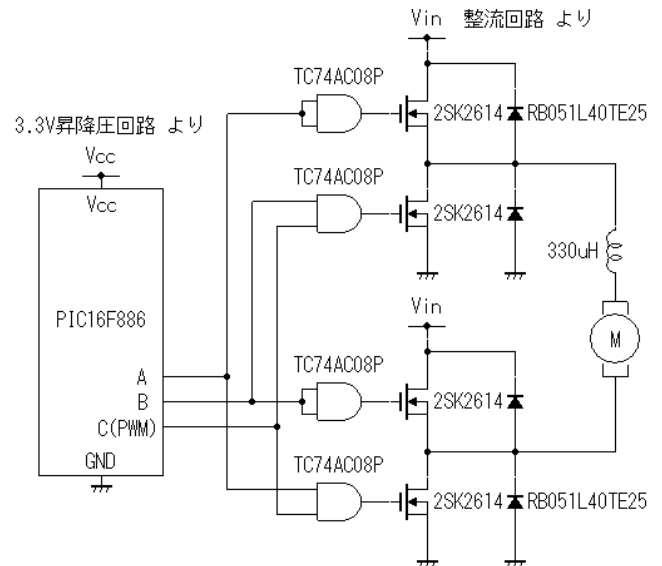 Vin 整流回路 より
TC74AC08P
2SK2614 RB051L40TE25
3.3V昇降圧回路 より
Vcc
Vcc
TC74AC08P
2SK2614
330uH
M
PIC16F886
Vin
A
B
C(PWM)
GND
TC74AC08P
2SK2614
TC74AC08P
2SK2614 RB051L40TE25